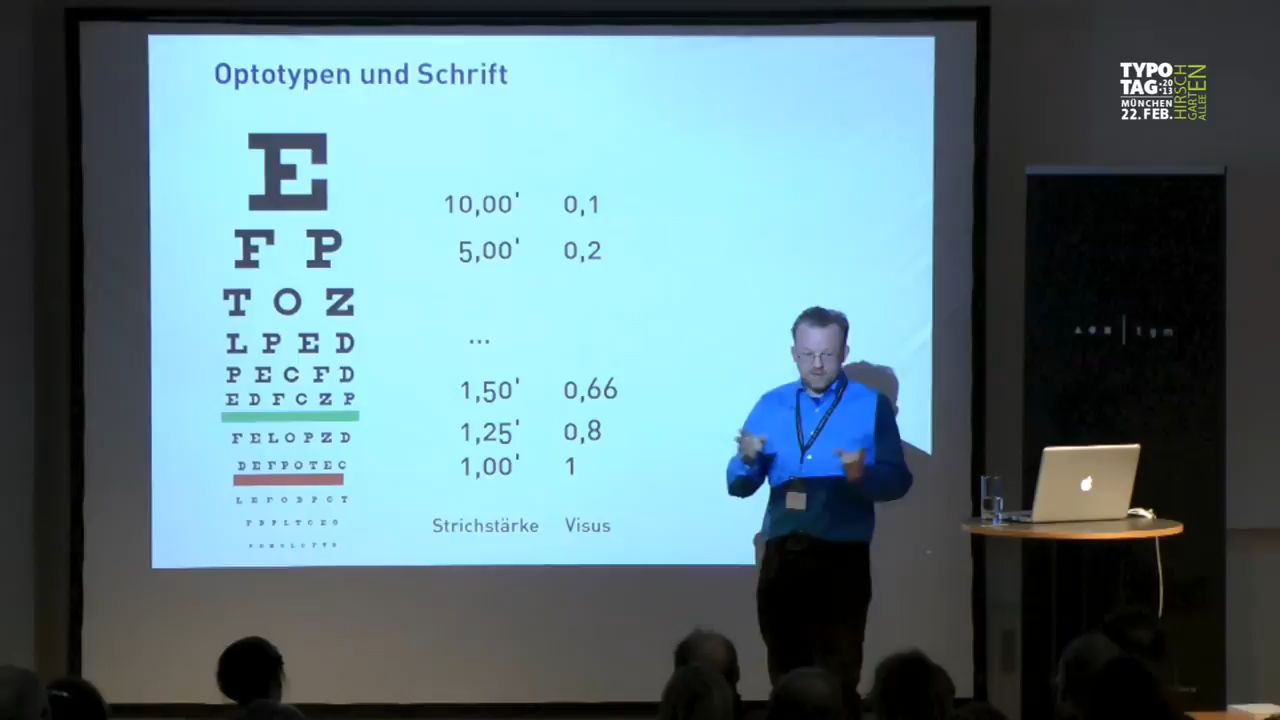 Optotypen und Schrift
E
F P
T O Z
L P E D
P E C F D
E D F C Z P
F E L O P Z D
D E F P O T E C
L E F O D P C T
F D P L T C E O
10,00' 0,1
5,00' 0,2
...
1,50' 0,66
1,25' 0,8
1,00' 1
Strichstärke Visus
TYPO
TAG:2013
MÜNCHEN
22. FEB.
HIRSCH
GARTEN
ALLEE
tgm